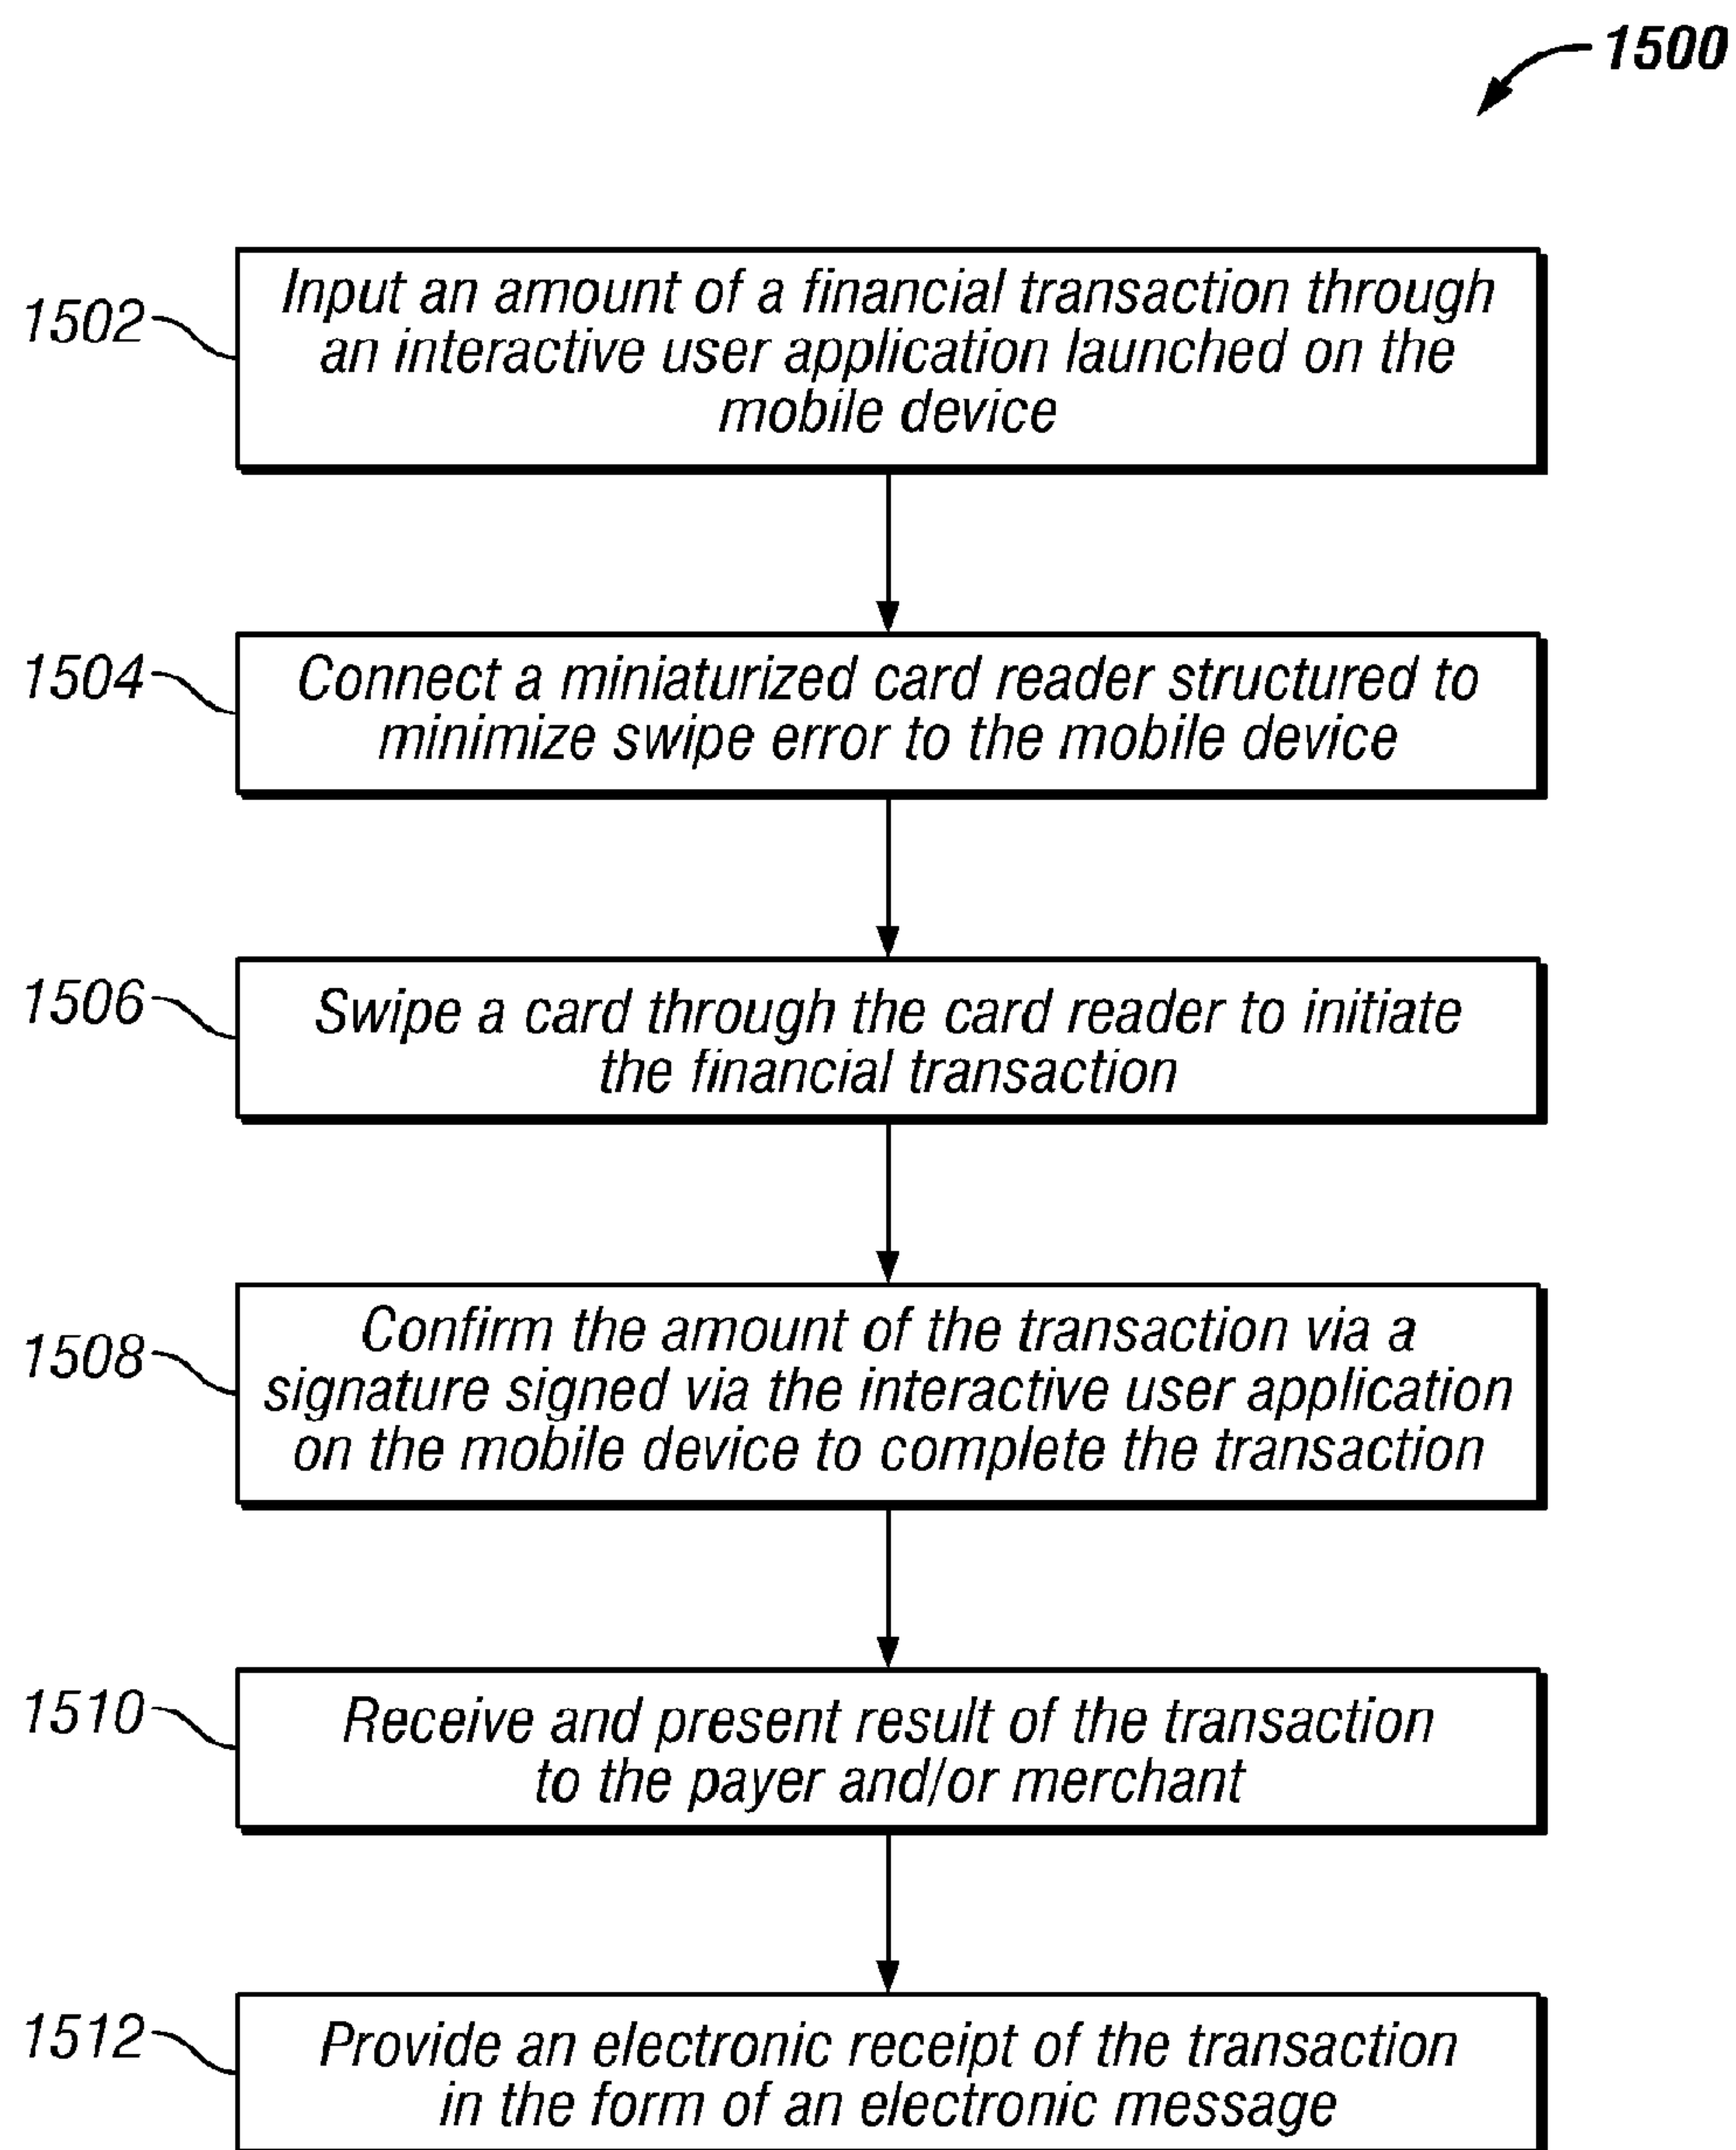 1500
1502
Input an amount of a financial transaction through
an interactive user application launched on the
mobile device
1504
Connect a miniaturized card reader structured to
minimize swipe error to the mobile device
1506
Swipe a card through the card reader to initiate
the financial transaction
1508
Confirm the amount of the transaction via a
signature signed via the interactive user application
on the mobile device to complete the transaction
1510
Receive and present result of the transaction
to the payer and/or merchant
1512
Provide an electronic receipt of the transaction
in the form of an electronic message